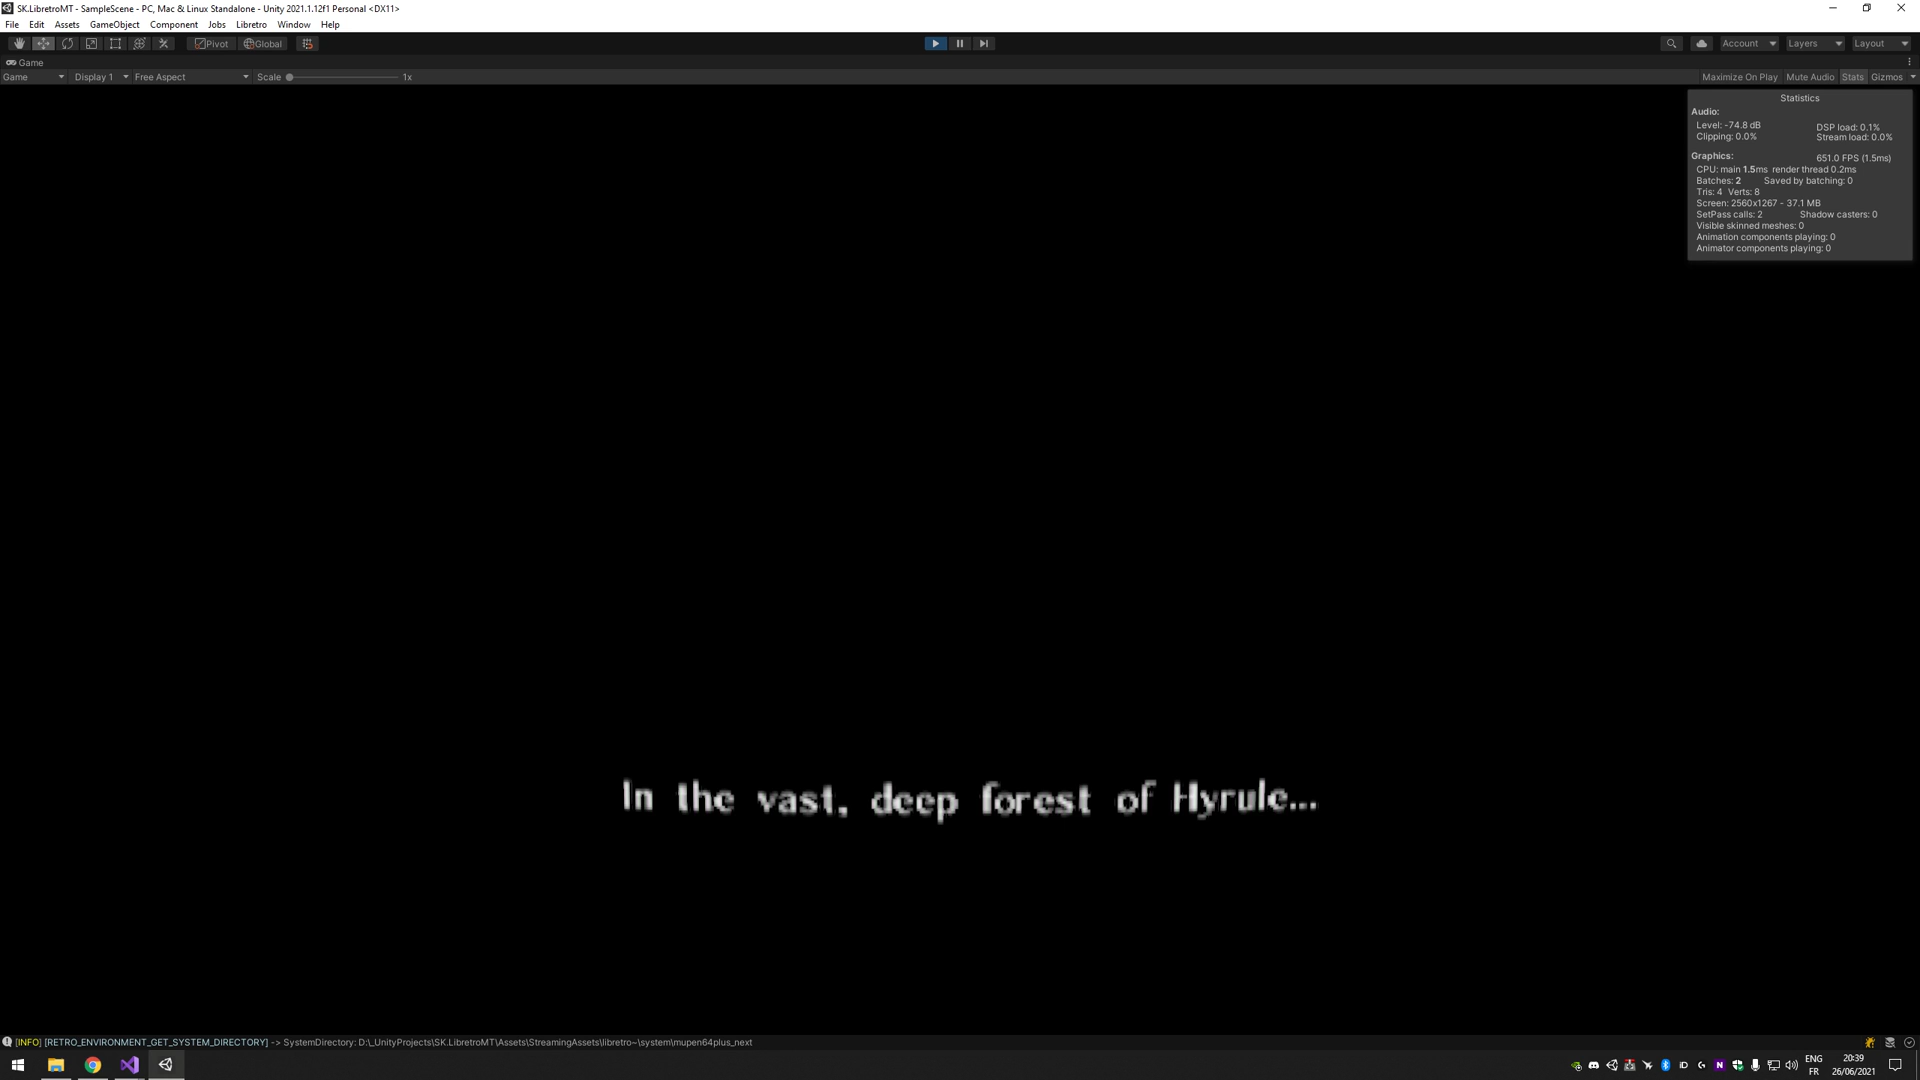 SK.LibretroMT - SampleScene - PC, Mac & Linux Standalone - Unity 2021.1.12f1 Personal <DX11>
File Edit Assets GameObject Component Jobs Libretro Window Help
Pivot Global Account Layers Layout
Game
Game Display 1 Free Aspect Scale 1x Maximize On Play Mute Audio Stats Gizmos
Statistics
Audio:
Level: -74.8 dB DSP load: 0.1%
Clipping: 0.0% Stream load: 0.0%
Graphics: 651.0 FPS (1.5ms)
CPU: main 1.5ms render thread 0.2ms
Batches: 2 Saved by batching: 0
Tris: 4 Verts: 8
Screen: 2560x1267 - 37.1 MB
SetPass calls: 2 Shadow casters: 0
Visible skinned meshes: 0
Animation components playing: 0
Animator components playing: 0
In the vast, deep forest of Hyrule...
[INFO] [RETRO_ENVIRONMENT_GET_SYSTEM_DIRECTORY] -> SystemDirectory: D:\_UnityProjects\SK.LibretroMT\Assets\StreamingAssets\libretro~\system\mupen64plus_next
ENG 20:39
FR 26/06/2021